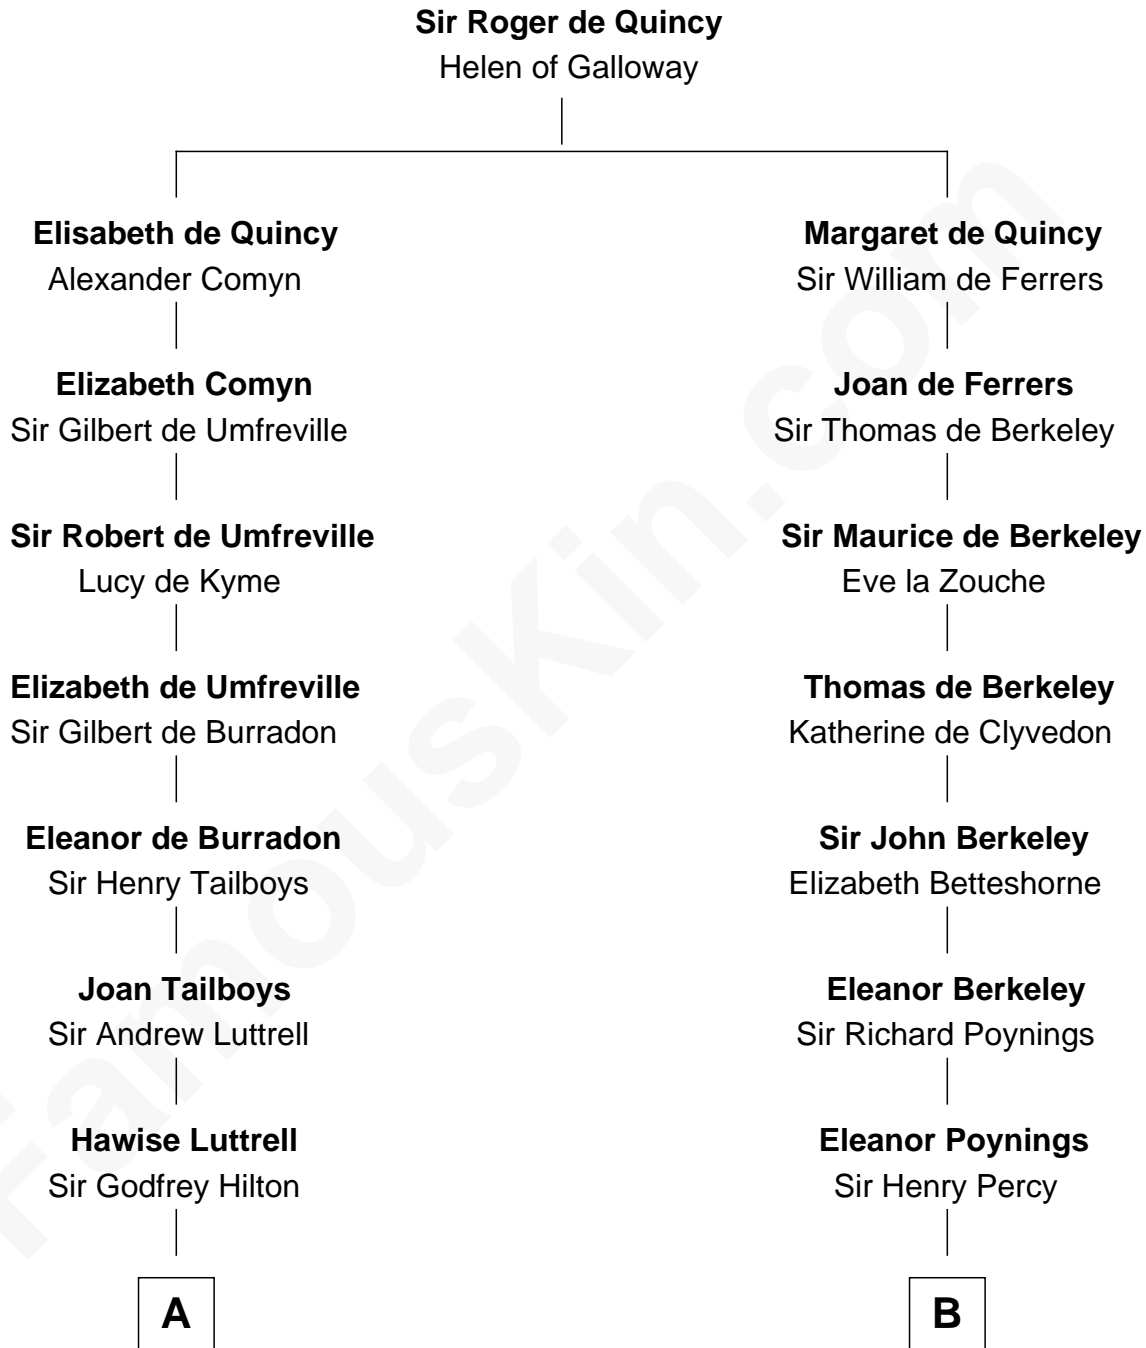 Sir Roger de Quincy
Helen of Galloway
Elisabeth de Quincy
Alexander Comyn
Margaret de Quincy
Sir William de Ferrers
Elizabeth Comyn
Sir Gilbert de Umfreville
Joan de Ferrers
Sir Thomas de Berkeley
Sir Robert de Umfreville
Lucy de Kyme
Sir Maurice de Berkeley
Eve la Zouche
Elizabeth de Umfreville
Sir Gilbert de Burradon
Thomas de Berkeley
Katherine de Clyvedon
Eleanor de Burradon
Sir Henry Tailboys
Sir John Berkeley
Elizabeth Betteshorne
Joan Tailboys
Sir Andrew Luttrell
Eleanor Berkeley
Sir Richard Poynings
Hawise Luttrell
Sir Godfrey Hilton
Eleanor Poynings
Sir Henry Percy
A
B
FamousKin.com